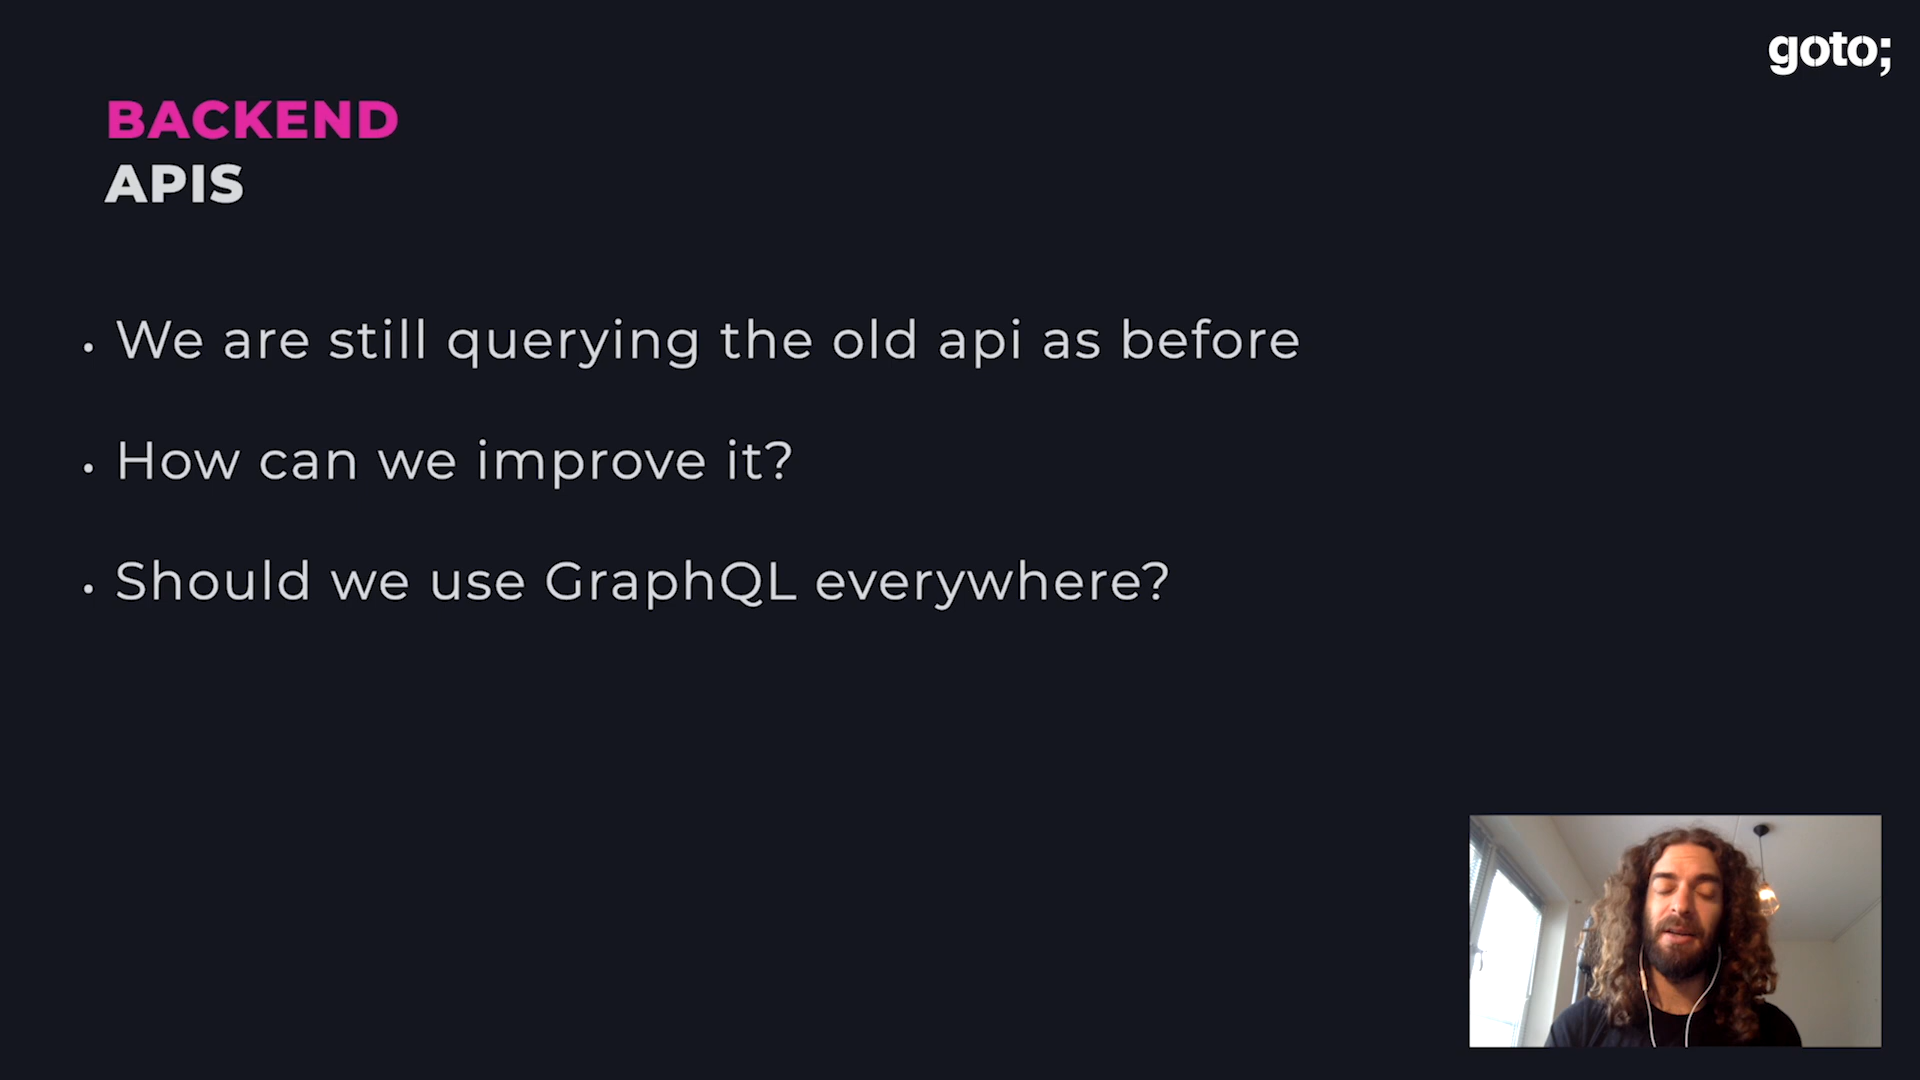 goto;
BACKEND
APIS
• We are still querying the old api as before
• How can we improve it?
• Should we use GraphQL everywhere?